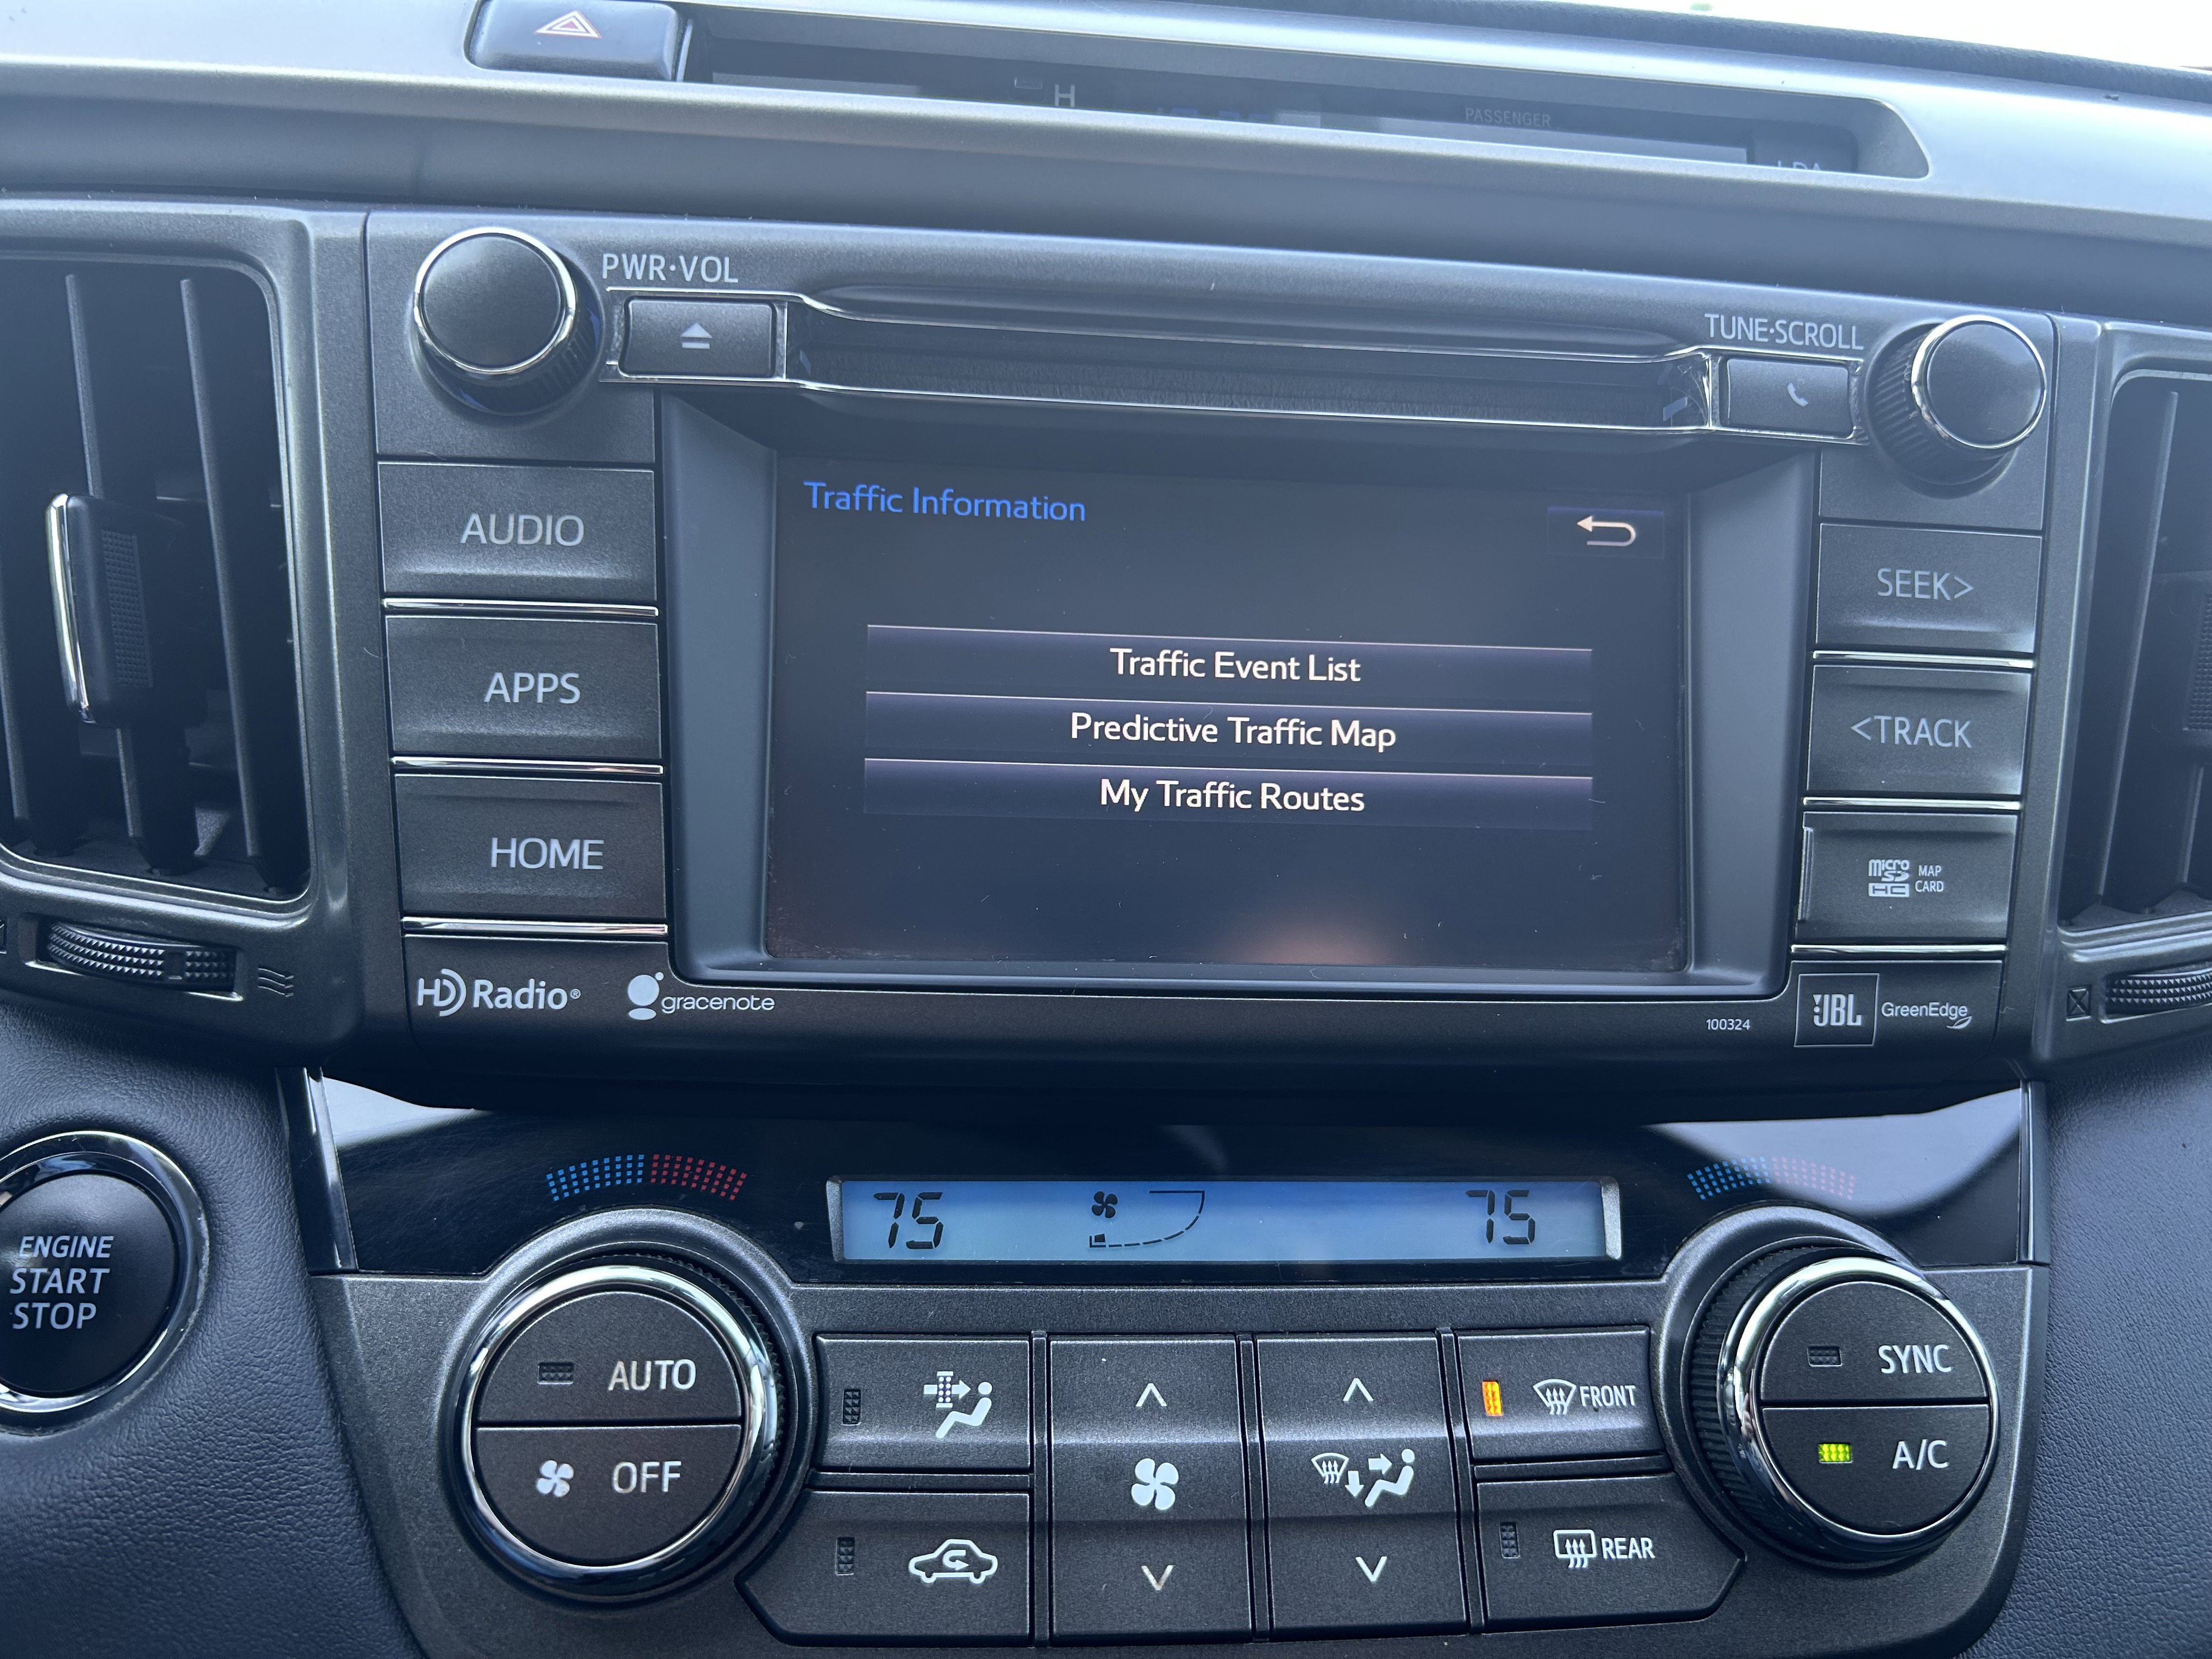 H
PASSENGER
PWR·VOL
TUNE·SCROLL
AUDIO
Traffic Information
SEEK>
APPS
Traffic Event List
Predictive Traffic Map
My Traffic Routes
<TRACK
HOME
micro
SD
HC
MAP
CARD
HD Radio®
gracenote
100324
JBL
GreenEdge
75
75
ENGINE
START
STOP
AUTO
OFF
FRONT
REAR
SYNC
A/C